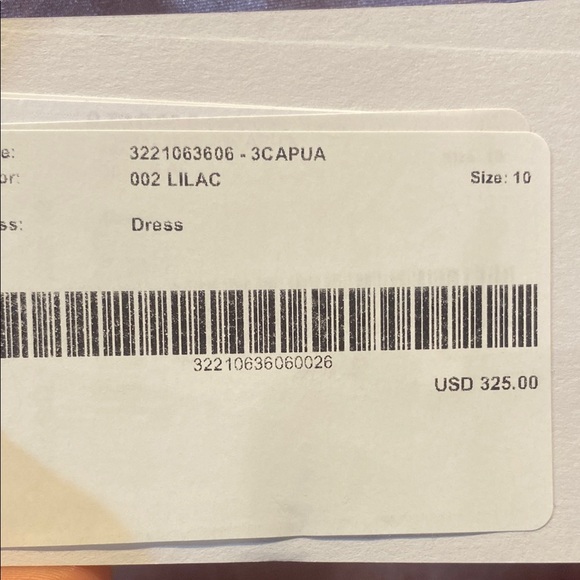 e: 3221063606 - 3CAPUA
or: 002 LILAC Size: 10
ss: Dress
32210636060026
USD 325.00